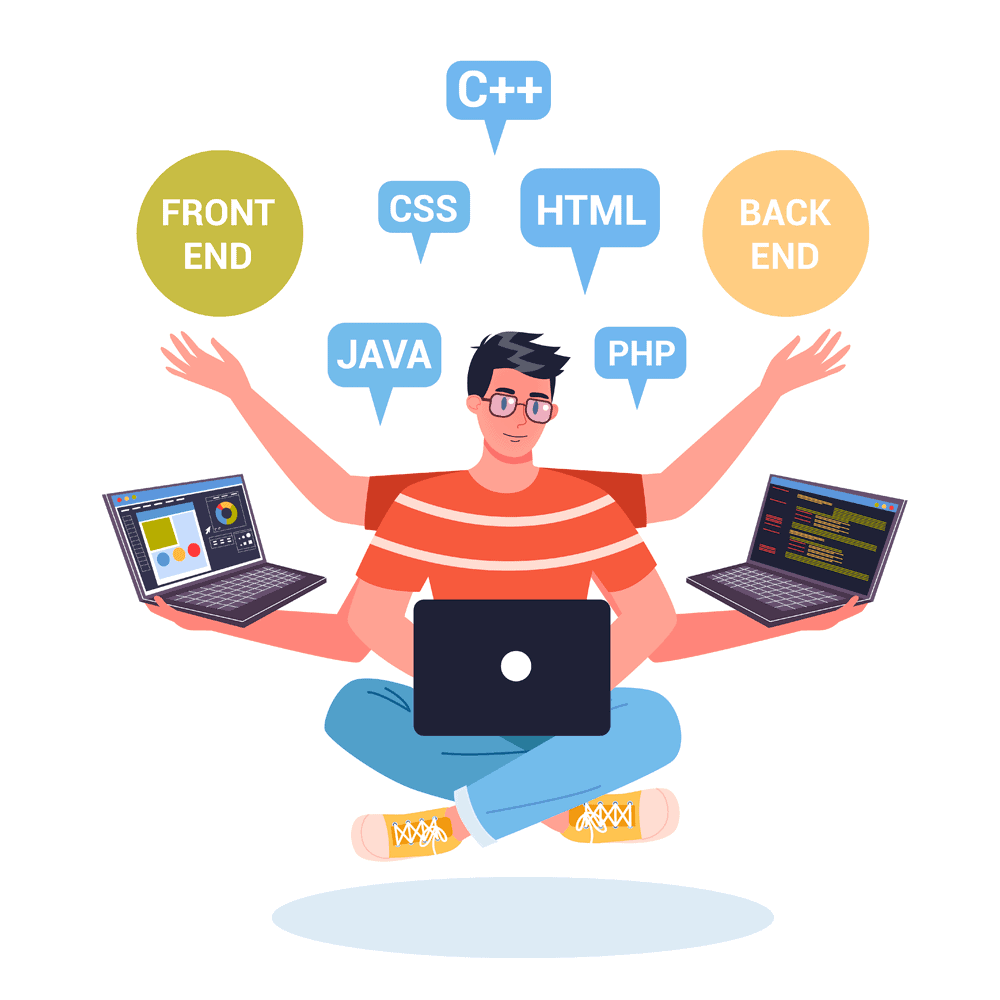 C++
CSS
HTML
FRONT
END
BACK
END
JAVA
PHP